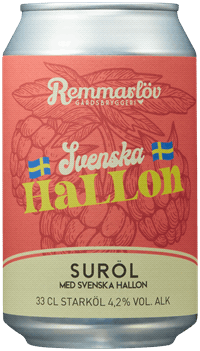 Remmarlöv
GÅRDSBRYGGERI
Svenska
HaLLon
SURÖL
MED SVENSKA HALLON
33 CL STARKÖL 4,2% VOL. ALK